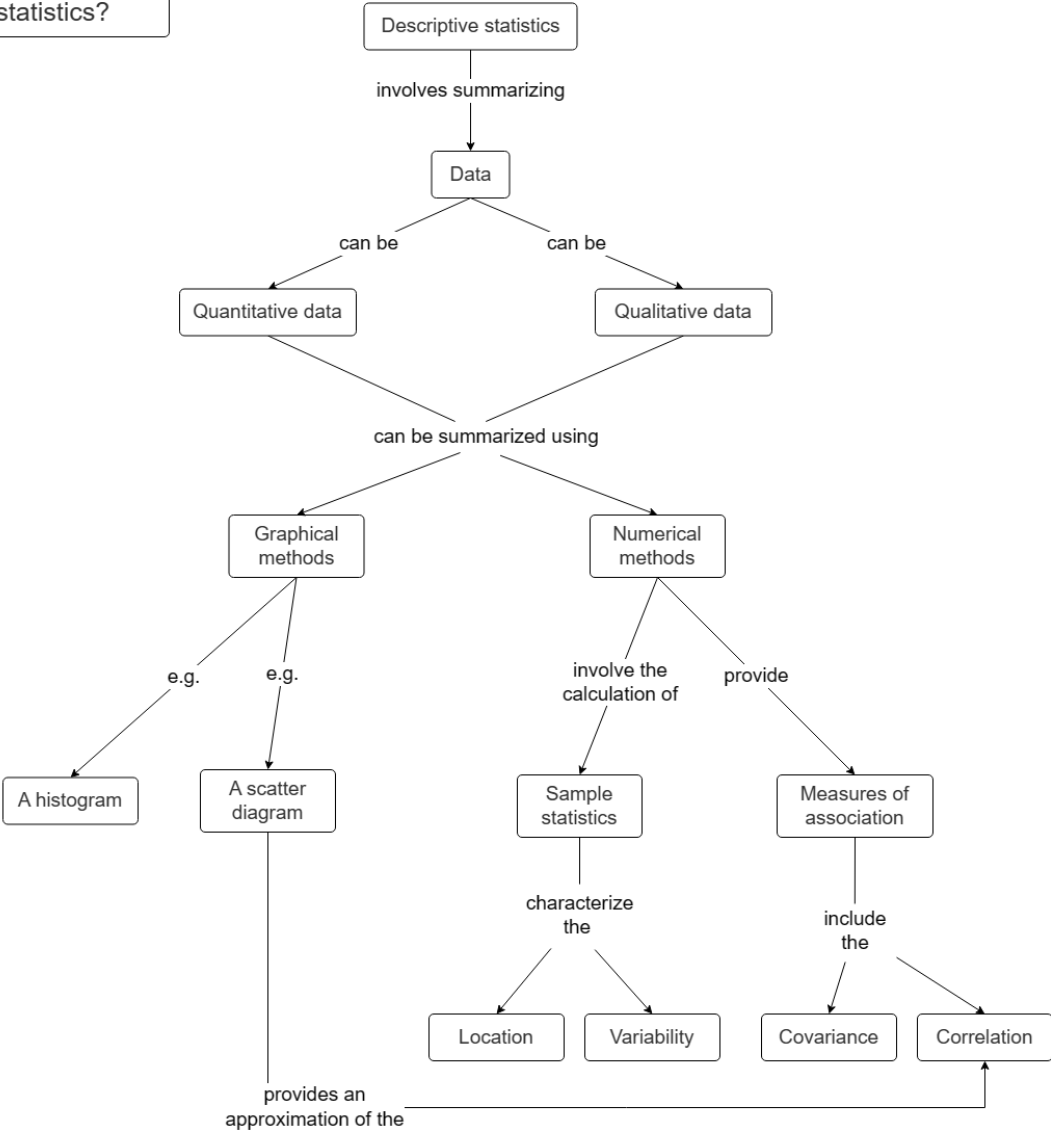 statistics?
Descriptive statistics
involves summarizing
Data
can be
can be
Quantitative data
Qualitative data
can be summarized using
Graphical
methods
Numerical
methods
e.g.
e.g.
involve the
calculation of
provide
A histogram
A scatter
diagram
Sample
statistics
Measures of
association
characterize
the
include
the
Location
Variability
Covariance
Correlation
provides an
approximation of the